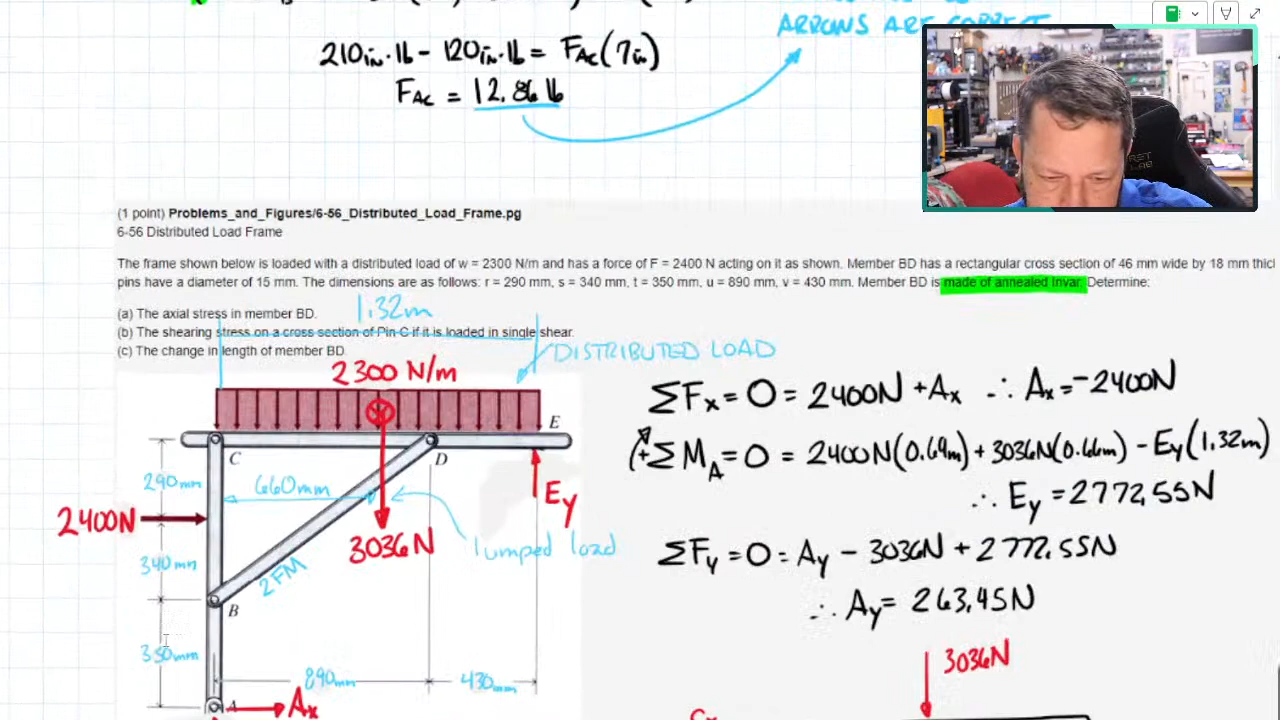 ARROWS ARE CORRECT
210in·lb - 120in·lb = FAC(7in)
FAC = 12.86 lb
(1 point) Problems_and_Figures/6-56_Distributed_Load_Frame.pg
6-56 Distributed Load Frame
The frame shown below is loaded with a distributed load of w = 2300 N/m and has a force of F = 2400 N acting on it as shown. Member BD has a rectangular cross section of 46 mm wide by 18 mm thicl
pins have a diameter of 15 mm. The dimensions are as follows: r = 290 mm, s = 340 mm, t = 350 mm, u = 890 mm, v = 430 mm. Member BD is made of annealed Invar. Determine:
(a) The axial stress in member BD.
1.32m
(b) The shearing stress on a cross section of Pin C if it is loaded in single shear.
(c) The change in length of member BD.
DISTRIBUTED LOAD
2300 N/m
E
C
D
290mm
660mm
Ey
2400N
3036N
lumped load
340mm
2FM
B
350mm
890mm
430mm
A
Ax
ΣFx = 0 = 2400N + Ax ∴ Ax = -2400N
(+ΣMA = 0 = 2400N(0.69m) + 3036N(0.66m) - Ey(1.32m)
∴ Ey = 2772.55N
ΣFy = 0 = Ay - 3036N + 2772.55N
∴ Ay = 263.45N
3036N
Cx